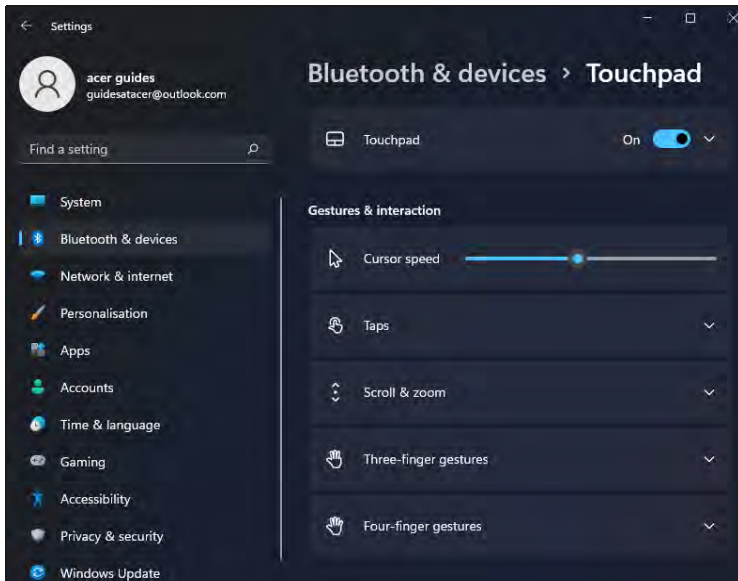 Settings
acer guides
guidesatacer@outlook.com
Find a setting
System
Bluetooth & devices
Network & internet
Personalisation
Apps
Accounts
Time & language
Gaming
Accessibility
Privacy & security
Windows Update
Bluetooth & devices > Touchpad
Touchpad On
Gestures & interaction
Cursor speed
Taps
Scroll & zoom
Three-finger gestures
Four-finger gestures